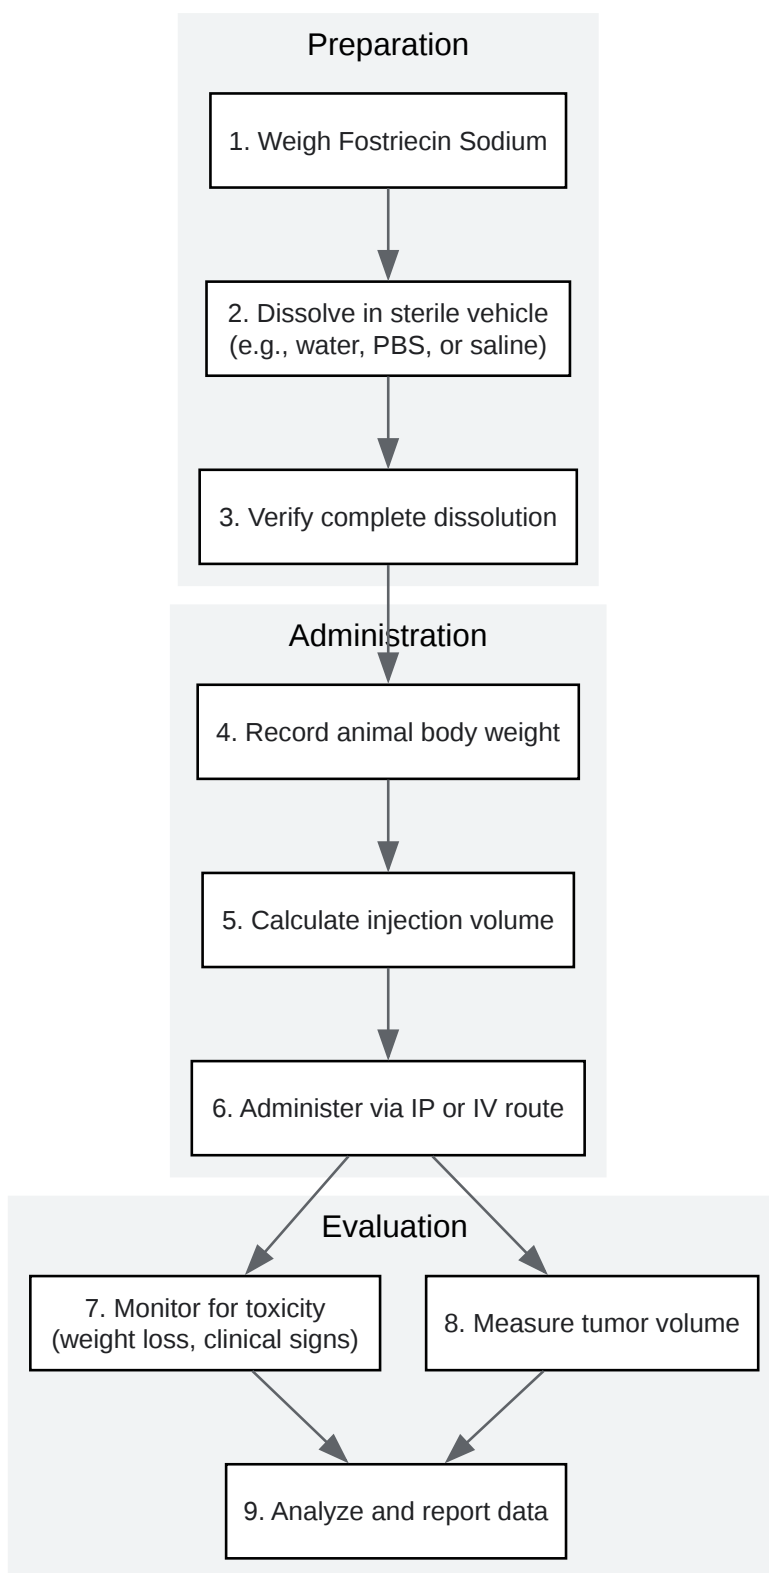 Preparation
1. Weigh Fostriecin Sodium
2. Dissolve in sterile vehicle
(e.g., water, PBS, or saline)
3. Verify complete dissolution
Administration
4. Record animal body weight
5. Calculate injection volume
6. Administer via IP or IV route
Evaluation
7. Monitor for toxicity
(weight loss, clinical signs)
8. Measure tumor volume
9. Analyze and report data